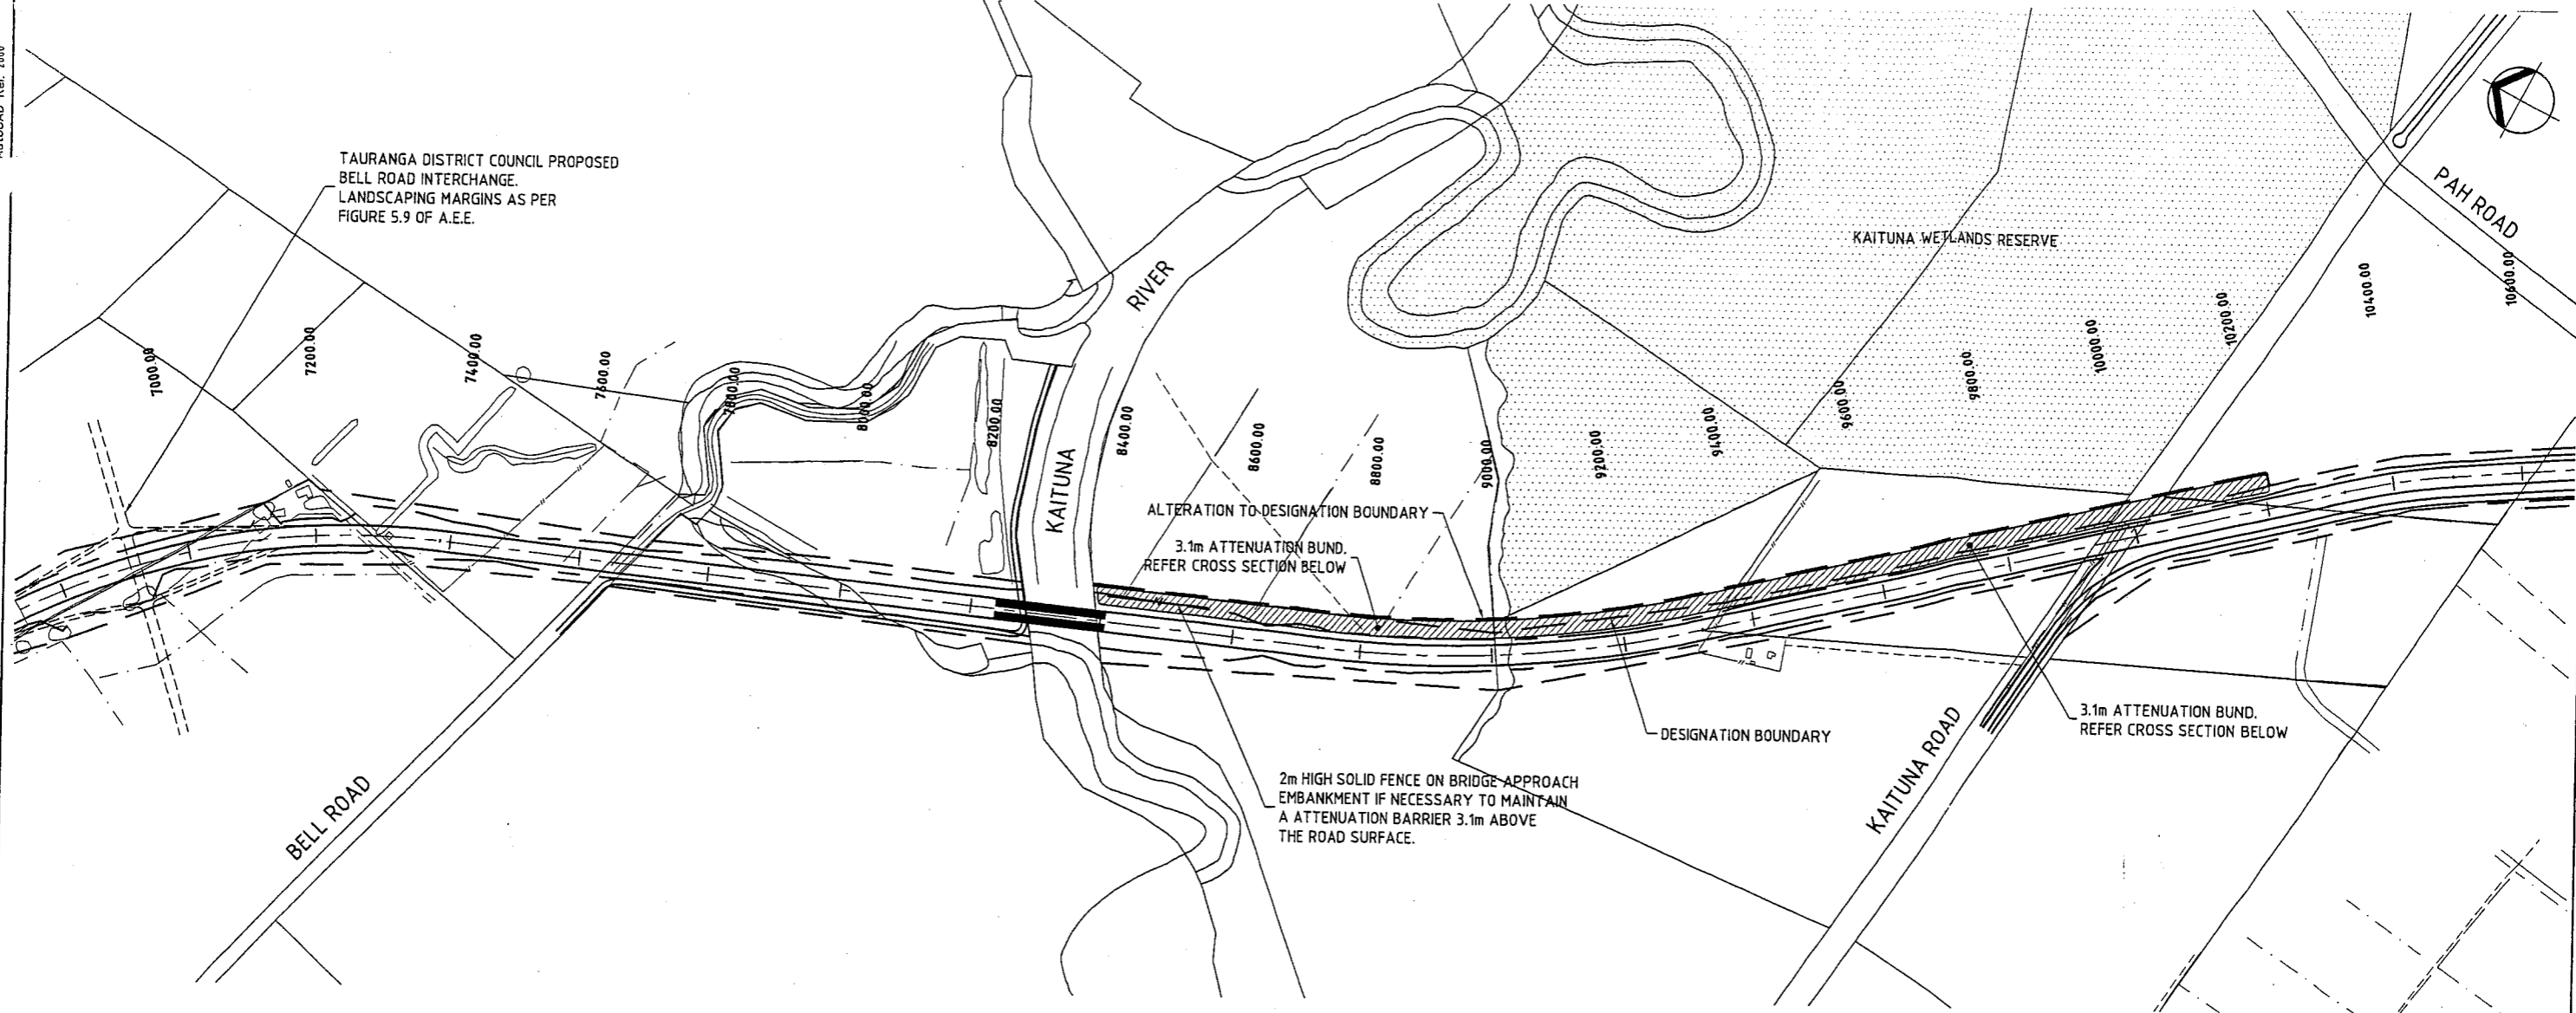 TAURANGA DISTRICT COUNCIL PROPOSED
BELL ROAD INTERCHANGE.
LANDSCAPING MARGINS AS PER
FIGURE 5.9 OF A.E.E.
PAH ROAD
KAITUNA WETLANDS RESERVE
RIVER
KAITUNA
7000.00
7200.00
7400.00
7600.00
7800.00
8000.00
8200.00
8400.00
8600.00
8800.00
9000.00
9200.00
9400.00
9600.00
9800.00
10000.00
10200.00
10400.00
10600.00
ALTERATION TO DESIGNATION BOUNDARY
3.1m ATTENUATION BUND.
REFER CROSS SECTION BELOW
DESIGNATION BOUNDARY
3.1m ATTENUATION BUND.
REFER CROSS SECTION BELOW
2m HIGH SOLID FENCE ON BRIDGE APPROACH
EMBANKMENT IF NECESSARY TO MAINTAIN
A ATTENUATION BARRIER 3.1m ABOVE
THE ROAD SURFACE.
BELL ROAD
KAITUNA ROAD